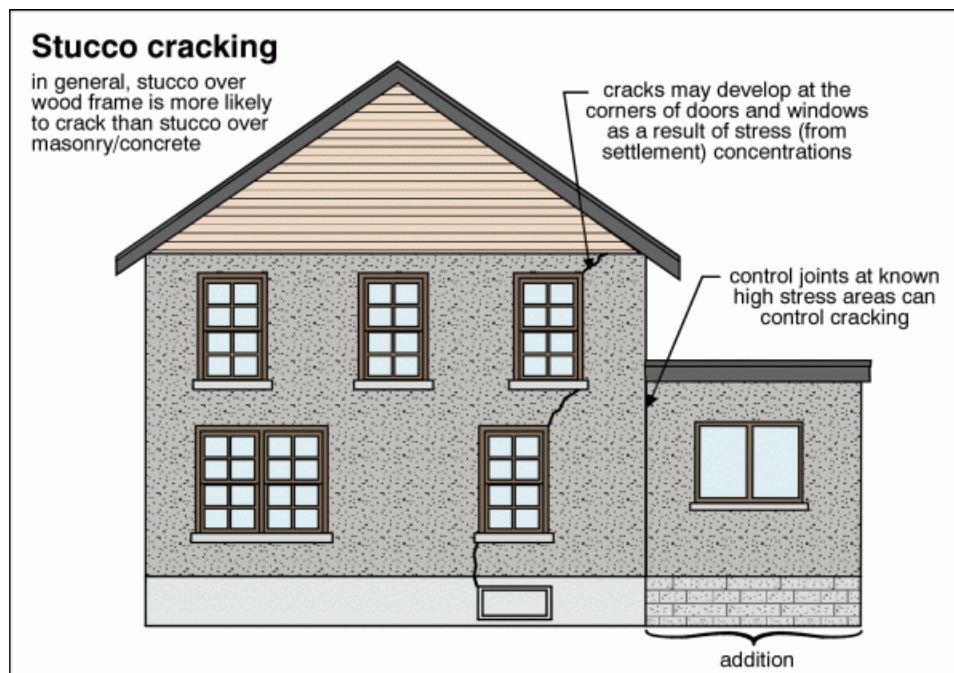 Stucco cracking
in general, stucco over
wood frame is more likely
to crack than stucco over
masonry/concrete
cracks may develop at the
corners of doors and windows
as a result of stress (from
settlement) concentrations
control joints at known
high stress areas can
control cracking
addition